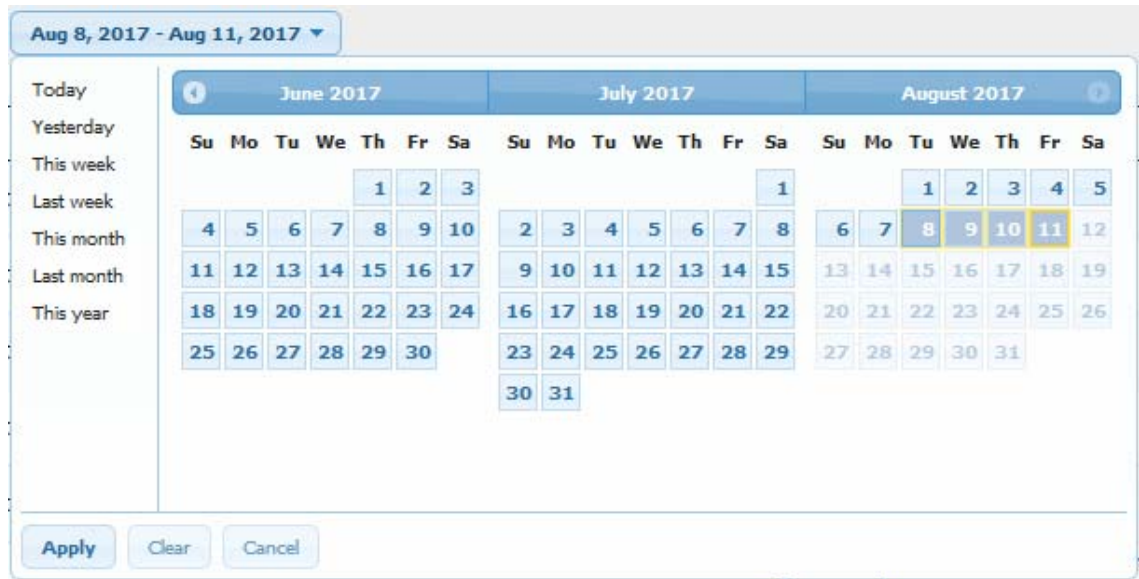 Aug 8, 2017 - Aug 11, 2017
Today
Yesterday
This week
Last week
This month
Last month
This year
June 2017
Su Mo Tu We Th Fr Sa
1 2 3
4 5 6 7 8 9 10
11 12 13 14 15 16 17
18 19 20 21 22 23 24
25 26 27 28 29 30
July 2017
Su Mo Tu We Th Fr Sa
1
2 3 4 5 6 7 8
9 10 11 12 13 14 15
16 17 18 19 20 21 22
23 24 25 26 27 28 29
30 31
August 2017
Su Mo Tu We Th Fr Sa
1 2 3 4 5
6 7 8 9 10 11 12
13 14 15 16 17 18 19
20 21 22 23 24 25 26
27 28 29 30 31
Apply Clear Cancel